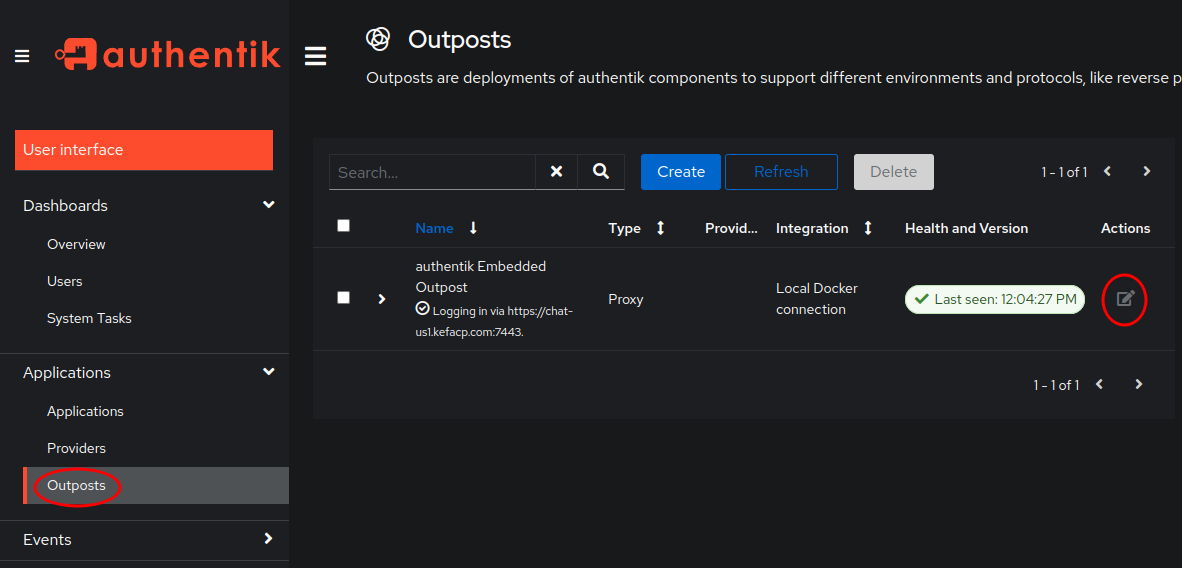 authentik
Outposts
Outposts are deployments of authentik components to support different environments and protocols, like reverse p
User interface
Dashboards
Overview
Users
System Tasks
Applications
Applications
Providers
Outposts
Events
Search...
Create
Refresh
Delete
1 - 1 of 1
Name
Type
Provid...
Integration
Health and Version
Actions
authentik Embedded
Outpost
Logging in via https://chat-
us1.kefacp.com:7443.
Proxy
Local Docker
connection
Last seen: 12:04:27 PM
1 - 1 of 1